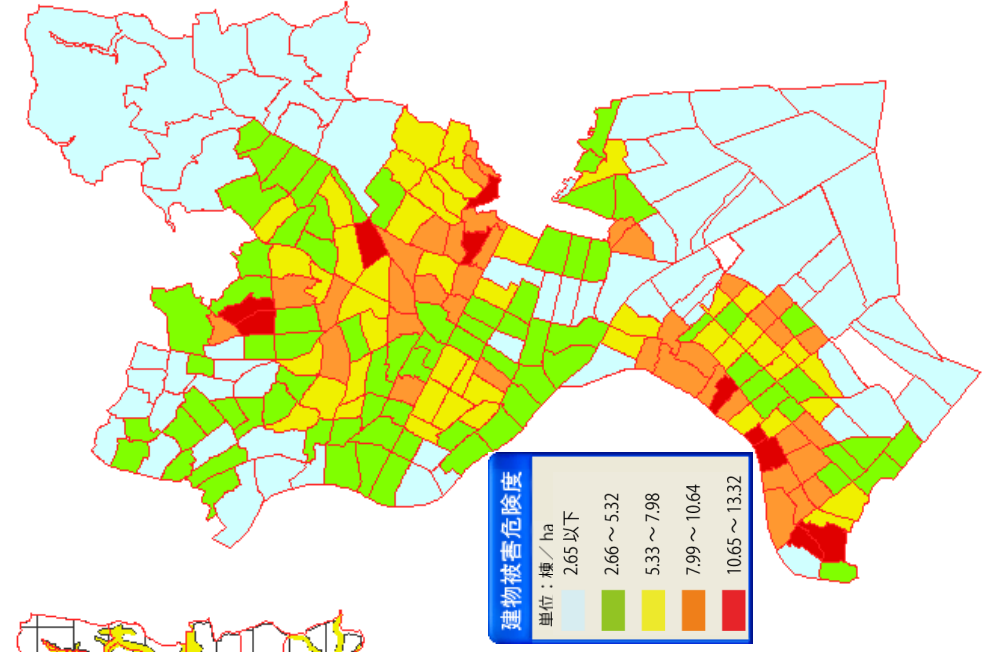 建物被害危険度
単位：棟／ha
2.65 以下
2.66 ～ 5.32
5.33 ～ 7.98
7.99 ～ 10.64
10.65 ～ 13.32